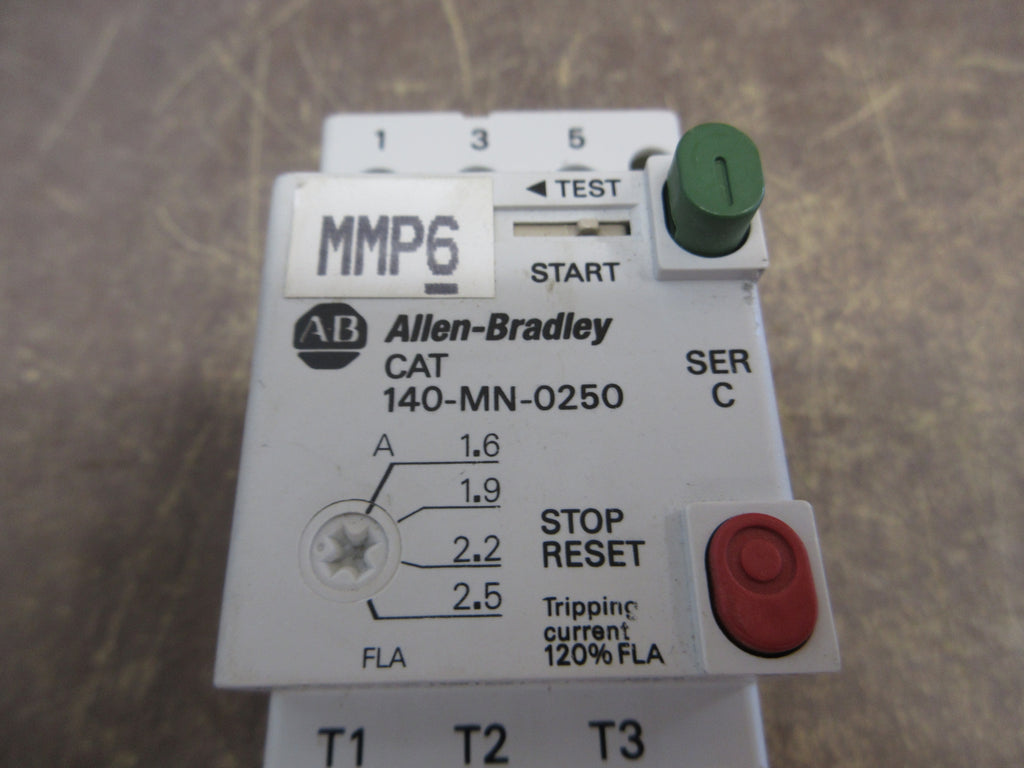 1 3 5
◄ TEST
MMP6
START
AB Allen-Bradley
CAT
140-MN-0250
SER
C
A 1.6
1.9
2.2
2.5
FLA
STOP
RESET
Tripping
current
120% FLA
T1 T2 T3